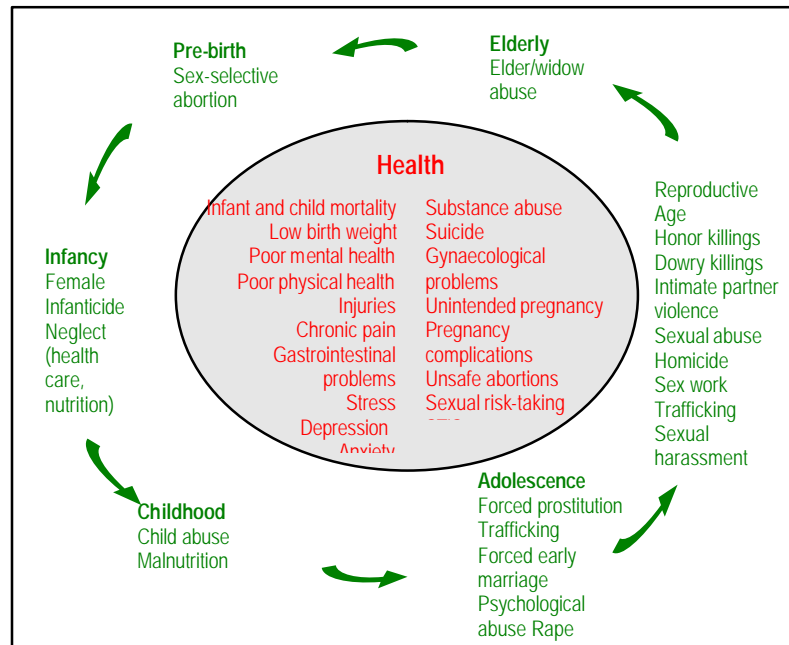 Pre-birth
Sex-selective
abortion
Elderly
Elder/widow
abuse
Health
Infant and child mortality
Low birth weight
Poor mental health
Poor physical health
Injuries
Chronic pain
Gastrointestinal
problems
Stress
Depression
Anxiety
Substance abuse
Suicide
Gynaecological
problems
Unintended pregnancy
Pregnancy
complications
Unsafe abortions
Sexual risk-taking
Infancy
Female
Infanticide
Neglect
(health
care,
nutrition)
Reproductive
Age
Honor killings
Dowry killings
Intimate partner
violence
Sexual abuse
Homicide
Sex work
Trafficking
Sexual
harassment
Childhood
Child abuse
Malnutrition
Adolescence
Forced prostitution
Trafficking
Forced early
marriage
Psychological
abuse Rape